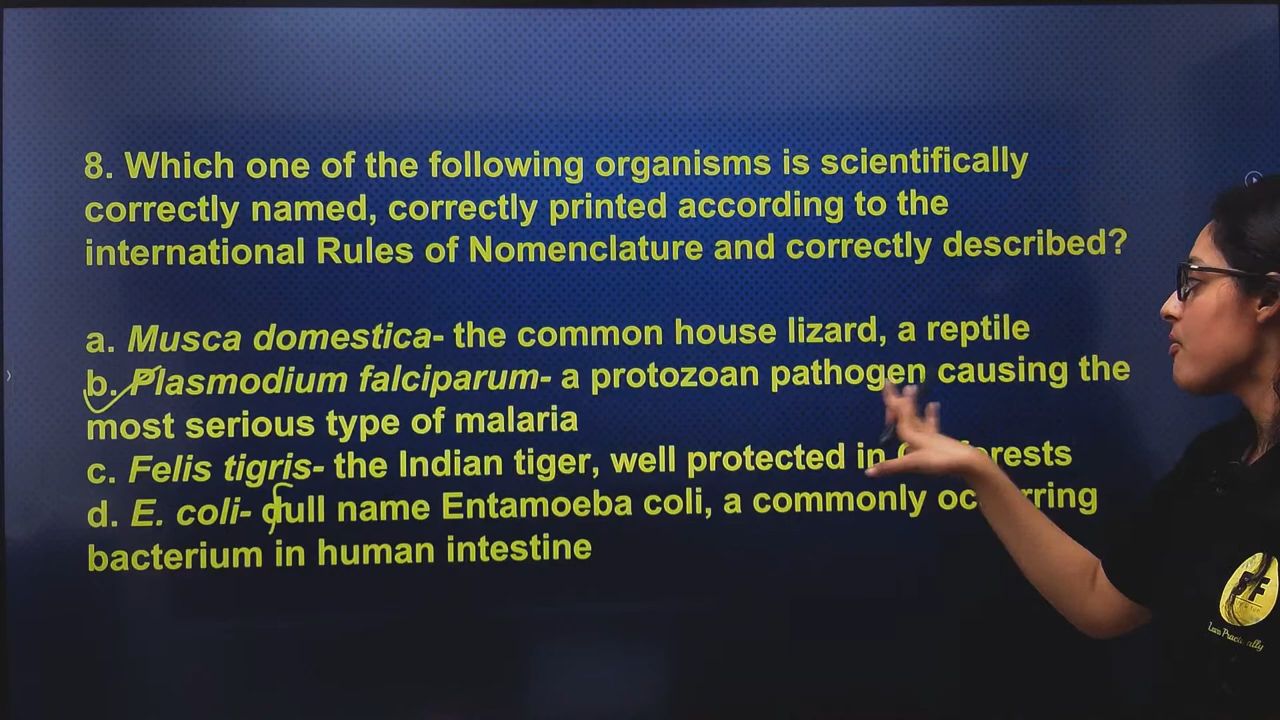 8. Which one of the following organisms is scientifically
correctly named, correctly printed according to the
international Rules of Nomenclature and correctly described?
a. Musca domestica- the common house lizard, a reptile
b. Plasmodium falciparum- a protozoan pathogen causing the
most serious type of malaria
c. Felis tigris- the Indian tiger, well protected in
d. E. coli- full name Entamoeba coli, a commonly
bacterium in human intestine